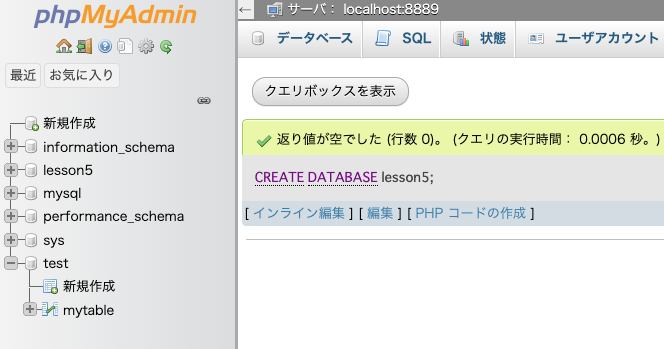 phpMyAdmin
最近 お気に入り
新規作成
information_schema
lesson5
mysql
performance_schema
sys
test
新規作成
mytable
サーバ： localhost:8889
データベース SQL 状態 ユーザアカウント
クエリボックスを表示
返り値が空でした (行数 0)。 (クエリの実行時間： 0.0006 秒。)
CREATE DATABASE lesson5;
[ インライン編集 ] [ 編集 ] [ PHP コードの作成 ]